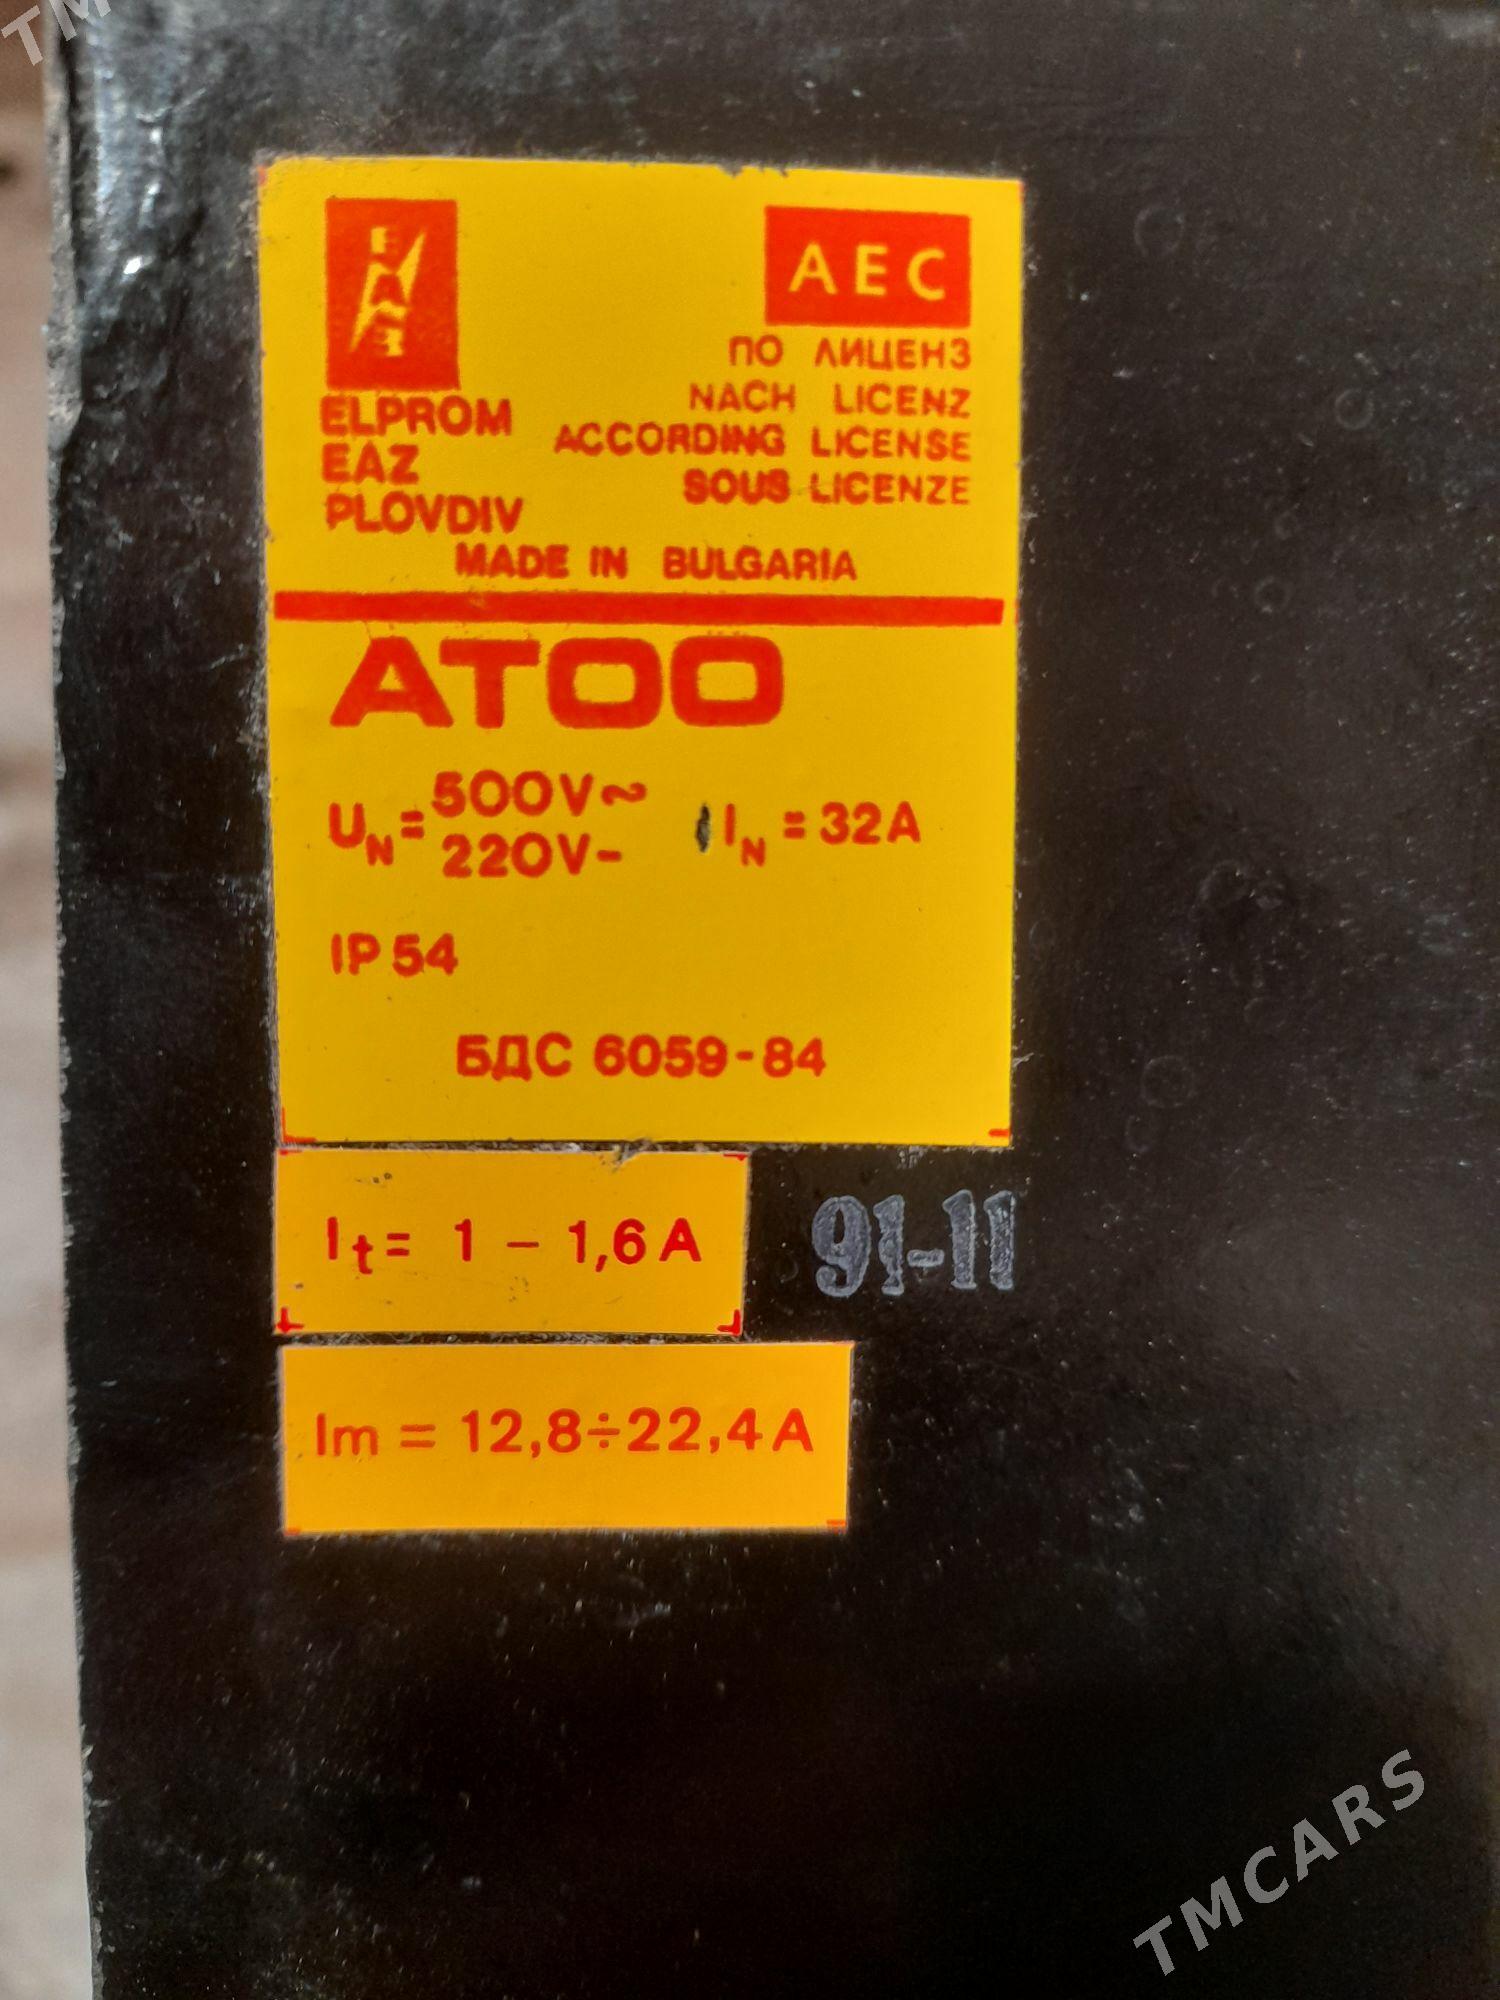 TM
ЕАЗ
AEC
ПО ЛИЦЕНЗ
NACH LICENZ
ACCORDING LICENSE
SOUS LICENZE
ELPROM
EAZ
PLOVDIV
MADE IN BULGARIA
ATOO
UN = 500V~ IN = 32A
220V-
IP 54
БДС 6059-84
It = 1 - 1,6 A
91-11
Im = 12,8÷22,4 A
TMCARS